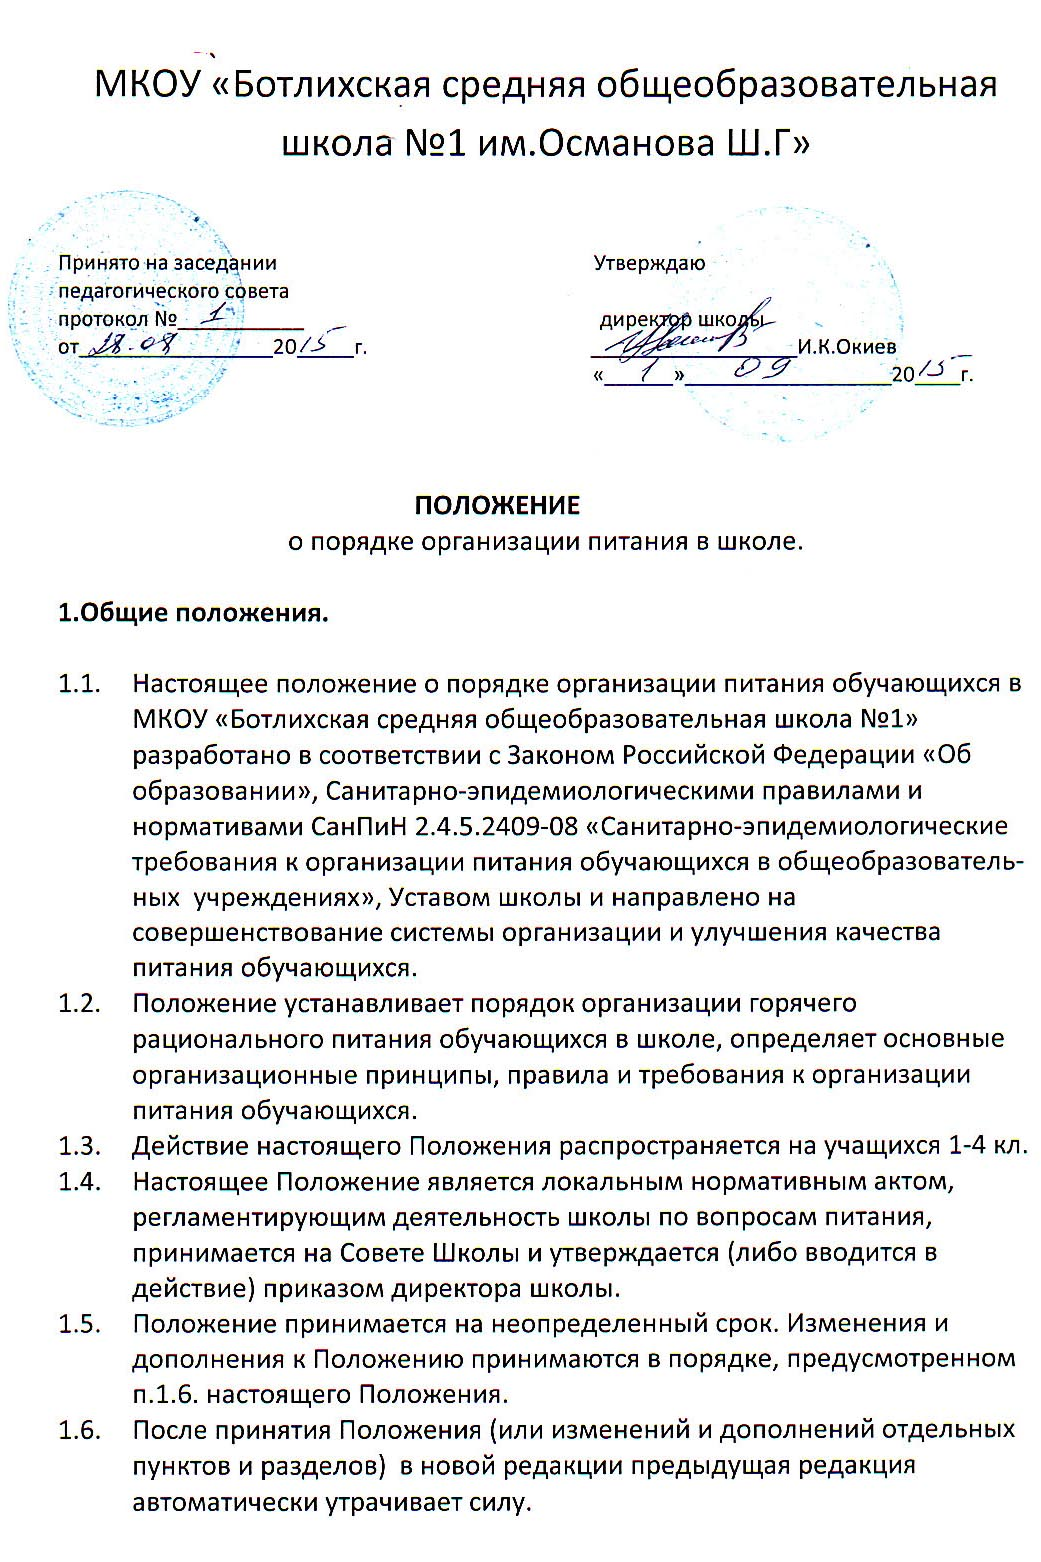 МКОУ «Ботлихская средняя общеобразовательная
школа №1 им.Османова Ш.Г»
Принято на заседании
педагогического совета
протокол №____1____
от 28.08 2015 г.
Утверждаю
директор школы
И.К.Окиев
« 1 » 09 2015 г.
ПОЛОЖЕНИЕ
о порядке организации питания в школе.
1.Общие положения.
1.1. Настоящее положение о порядке организации питания обучающихся в
МКОУ «Ботлихская средняя общеобразовательная школа №1»
разработано в соответствии с Законом Российской Федерации «Об
образовании», Санитарно-эпидемиологическими правилами и
нормативами СанПиН 2.4.5.2409-08 «Санитарно-эпидемиологические
требования к организации питания обучающихся в общеобразователь-
ных учреждениях», Уставом школы и направлено на
совершенствование системы организации и улучшения качества
питания обучающихся.
1.2. Положение устанавливает порядок организации горячего
рационального питания обучающихся в школе, определяет основные
организационные принципы, правила и требования к организации
питания обучающихся.
1.3. Действие настоящего Положения распространяется на учащихся 1-4 кл.
1.4. Настоящее Положение является локальным нормативным актом,
регламентирующим деятельность школы по вопросам питания,
принимается на Совете Школы и утверждается (либо вводится в
действие) приказом директора школы.
1.5. Положение принимается на неопределенный срок. Изменения и
дополнения к Положению принимаются в порядке, предусмотренном
п.1.6. настоящего Положения.
1.6. После принятия Положения (или изменений и дополнений отдельных
пунктов и разделов) в новой редакции предыдущая редакция
автоматически утрачивает силу.